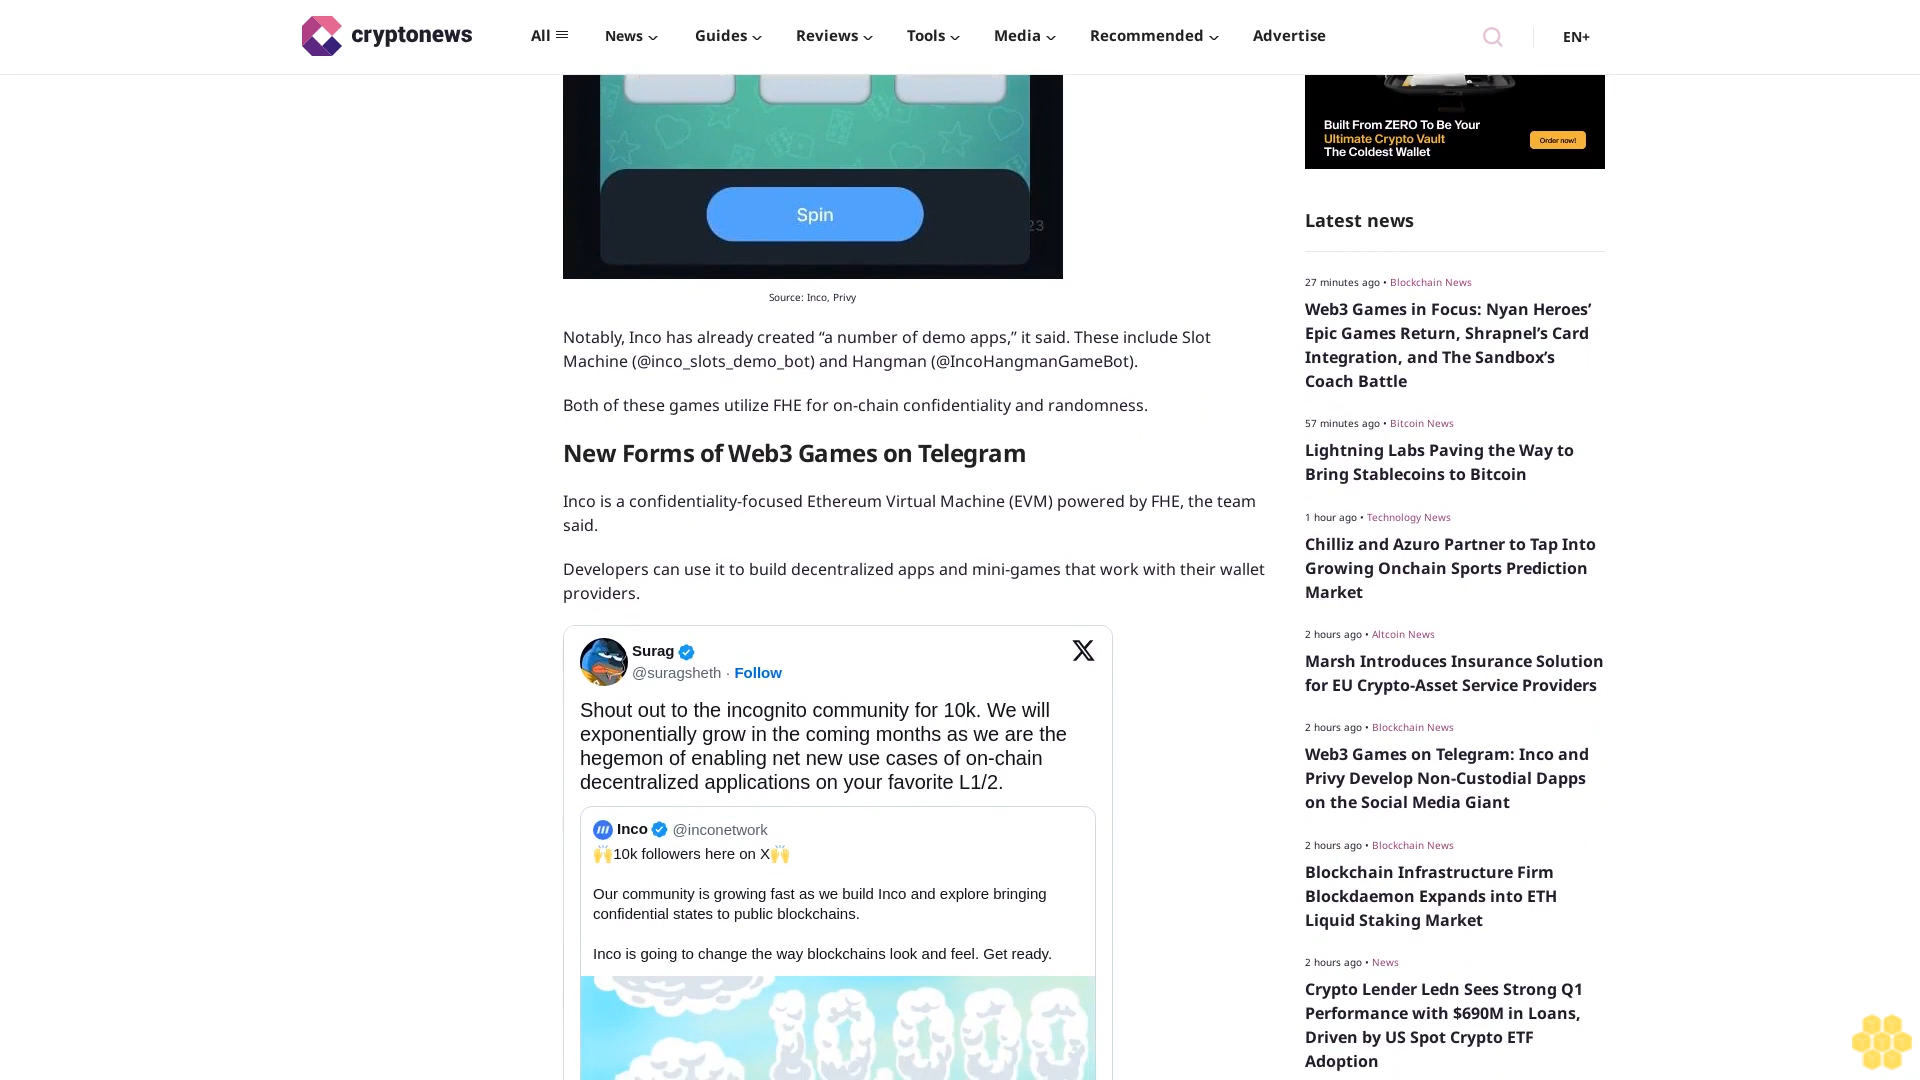 cryptonews
All
News
Guides
Reviews
Tools
Media
Recommended
Advertise
EN+
Spin
23
Source: Inco, Privy
Notably, Inco has already created “a number of demo apps,” it said. These include Slot
Machine (@inco_slots_demo_bot) and Hangman (@IncoHangmanGameBot).
Both of these games utilize FHE for on-chain confidentiality and randomness.
New Forms of Web3 Games on Telegram
Inco is a confidentiality-focused Ethereum Virtual Machine (EVM) powered by FHE, the team
said.
Developers can use it to build decentralized apps and mini-games that work with their wallet
providers.
Surag
@suragsheth · Follow
Shout out to the incognito community for 10k. We will
exponentially grow in the coming months as we are the
hegemon of enabling net new use cases of on-chain
decentralized applications on your favorite L1/2.
Inco @inconetwork
🙌10k followers here on X🙌
Our community is growing fast as we build Inco and explore bringing
confidential states to public blockchains.
Inco is going to change the way blockchains look and feel. Get ready.
10 000
Built From ZERO To Be Your
Ultimate Crypto Vault
The Coldest Wallet
Order now!
Latest news
27 minutes ago • Blockchain News
Web3 Games in Focus: Nyan Heroes’
Epic Games Return, Shrapnel’s Card
Integration, and The Sandbox’s
Coach Battle
57 minutes ago • Bitcoin News
Lightning Labs Paving the Way to
Bring Stablecoins to Bitcoin
1 hour ago • Technology News
Chilliz and Azuro Partner to Tap Into
Growing Onchain Sports Prediction
Market
2 hours ago • Altcoin News
Marsh Introduces Insurance Solution
for EU Crypto-Asset Service Providers
2 hours ago • Blockchain News
Web3 Games on Telegram: Inco and
Privy Develop Non-Custodial Dapps
on the Social Media Giant
2 hours ago • Blockchain News
Blockchain Infrastructure Firm
Blockdaemon Expands into ETH
Liquid Staking Market
2 hours ago • News
Crypto Lender Ledn Sees Strong Q1
Performance with $690M in Loans,
Driven by US Spot Crypto ETF
Adoption